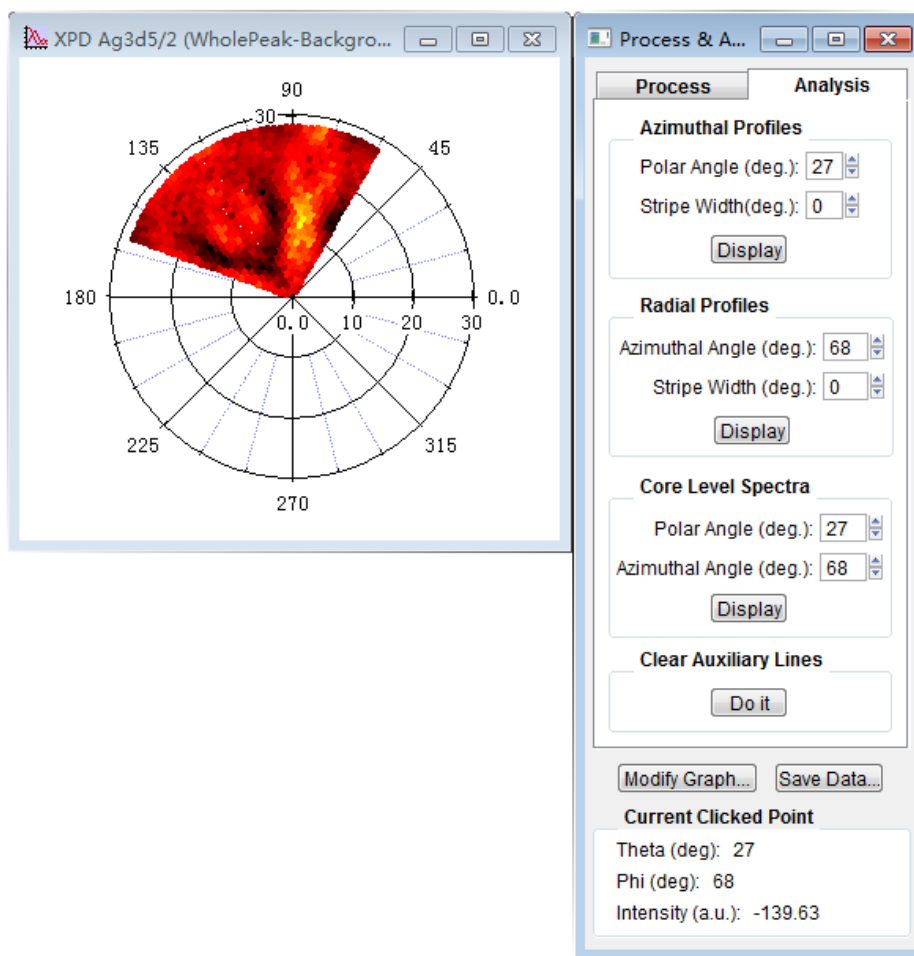 XPD Ag3d5/2 (WholePeak-Backgro...
90
30
135
45
180
0.0
0.0
10
20
30
225
315
270
Process & A...
Process
Analysis
Azimuthal Profiles
Polar Angle (deg.): 27
Stripe Width(deg.): 0
Display
Radial Profiles
Azimuthal Angle (deg.): 68
Stripe Width (deg.): 0
Display
Core Level Spectra
Polar Angle (deg.): 27
Azimuthal Angle (deg.): 68
Display
Clear Auxiliary Lines
Do it
Modify Graph...
Save Data...
Current Clicked Point
Theta (deg): 27
Phi (deg): 68
Intensity (a.u.): -139.63